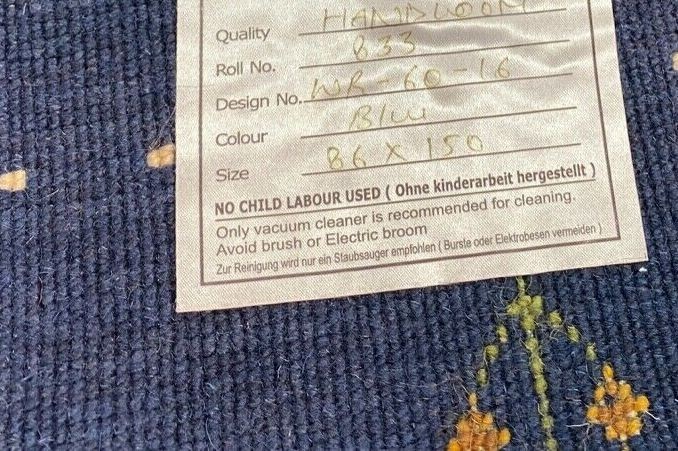 Quality HANDLOOM
Roll No. 833
Design No. WR-60-16
Colour Blue
Size 86 X 150
NO CHILD LABOUR USED ( Ohne kinderarbeit hergestellt )
Only vacuum cleaner is recommended for cleaning.
Avoid brush or Electric broom
Zur Reinigung wird nur ein Staubsauger empfohlen ( Burste oder Elektrobesen vermeiden )